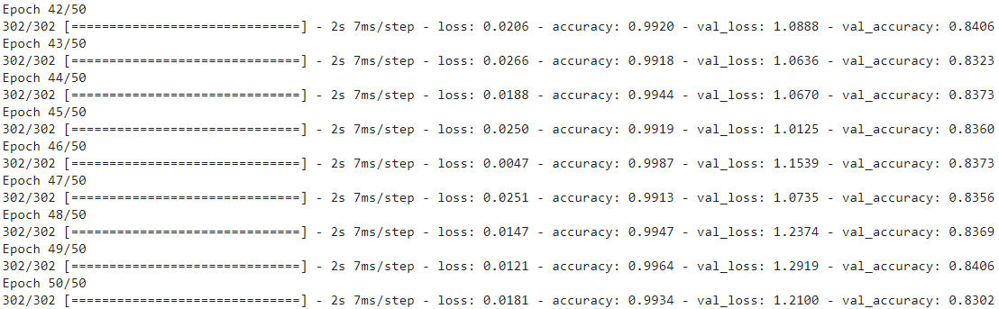 Epoch 42/50
302/302 [==============================] - 2s 7ms/step - loss: 0.0206 - accuracy: 0.9920 - val_loss: 1.0888 - val_accuracy: 0.8406
Epoch 43/50
302/302 [==============================] - 2s 7ms/step - loss: 0.0266 - accuracy: 0.9918 - val_loss: 1.0636 - val_accuracy: 0.8323
Epoch 44/50
302/302 [==============================] - 2s 7ms/step - loss: 0.0188 - accuracy: 0.9944 - val_loss: 1.0670 - val_accuracy: 0.8373
Epoch 45/50
302/302 [==============================] - 2s 7ms/step - loss: 0.0250 - accuracy: 0.9919 - val_loss: 1.0125 - val_accuracy: 0.8360
Epoch 46/50
302/302 [==============================] - 2s 7ms/step - loss: 0.0047 - accuracy: 0.9987 - val_loss: 1.1539 - val_accuracy: 0.8373
Epoch 47/50
302/302 [==============================] - 2s 7ms/step - loss: 0.0251 - accuracy: 0.9913 - val_loss: 1.0735 - val_accuracy: 0.8356
Epoch 48/50
302/302 [==============================] - 2s 7ms/step - loss: 0.0147 - accuracy: 0.9947 - val_loss: 1.2374 - val_accuracy: 0.8369
Epoch 49/50
302/302 [==============================] - 2s 7ms/step - loss: 0.0121 - accuracy: 0.9964 - val_loss: 1.2919 - val_accuracy: 0.8406
Epoch 50/50
302/302 [==============================] - 2s 7ms/step - loss: 0.0181 - accuracy: 0.9934 - val_loss: 1.2100 - val_accuracy: 0.8302